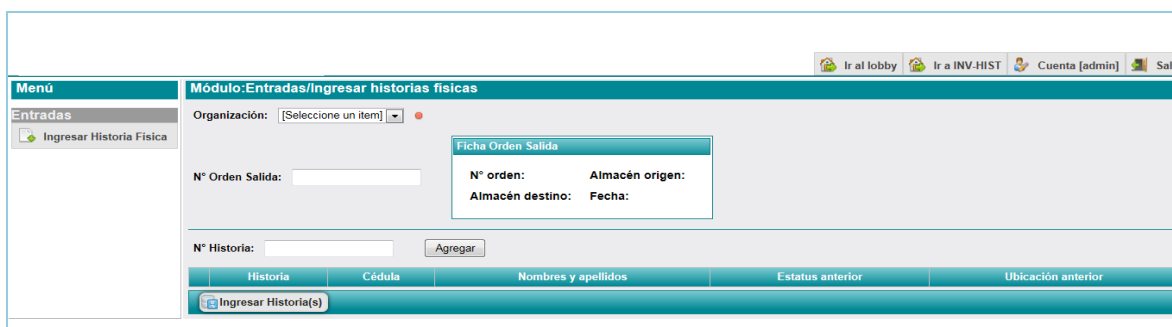 Ir al lobby Ir a INV-HIST Cuenta [admin] Sal
Menú
Módulo:Entradas/Ingresar historias físicas
Entradas
Ingresar Historia Física
Organización: [Seleccione un item]
Ficha Orden Salida
N° Orden Salida:
N° orden: Almacén origen:
Almacén destino: Fecha:
N° Historia: Agregar
Historia Cédula Nombres y apellidos Estatus anterior Ubicación anterior
Ingresar Historia(s)